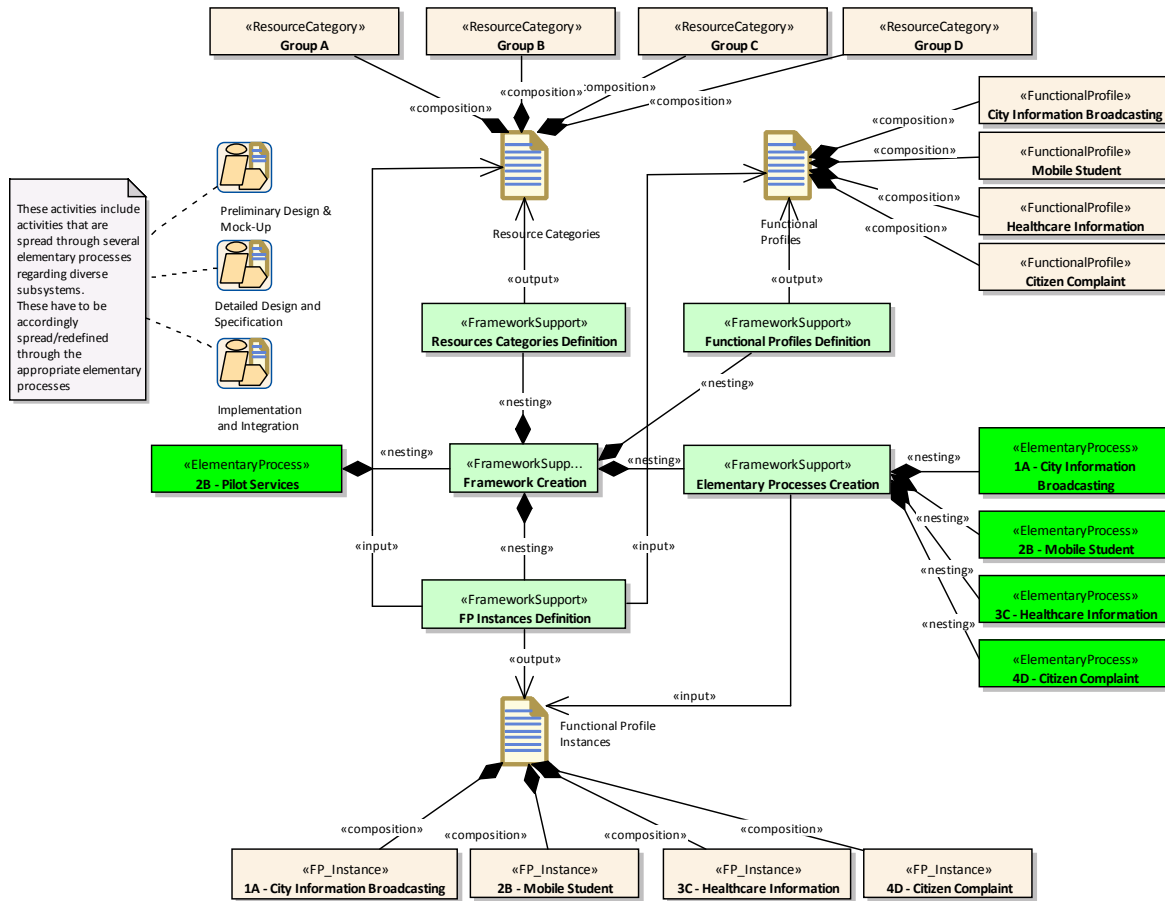 «ResourceCategory»
Group A
«ResourceCategory»
Group B
«ResourceCategory»
Group C
«ResourceCategory»
Group D
«composition»
«composition»
:composition»
«composition»
«FunctionalProfile»
City Information Broadcasting
«FunctionalProfile»
Mobile Student
«FunctionalProfile»
Healthcare Information
«FunctionalProfile»
Citizen Complaint
«composition»
«composition»
«composition»
«composition»
These activities include
activities that are
spread through several
elementary processes
regarding diverse
subsystems.
These have to be
accordingly
spread/redefined
through the
appropriate elementary
processes
Preliminary Design &
Mock-Up
Detailed Design and
Specification
Implementation
and Integration
Resource Categories
Functional
Profiles
«output»
«output»
«FrameworkSupport»
Resources Categories Definition
«FrameworkSupport»
Functional Profiles Definition
«nesting»
«nesting»
«ElementaryProcess»
2B - Pilot Services
«nesting»
«FrameworkSupp...
Framework Creation
«nesting»
«FrameworkSupport»
Elementary Processes Creation
«ElementaryProcess»
1A - City Information
Broadcasting
«nesting»
«ElementaryProcess»
2B - Mobile Student
«nesting»
«ElementaryProcess»
3C - Healthcare Information
«nesting»
«ElementaryProcess»
4D - Citizen Complaint
«input»
«nesting»
«input»
«FrameworkSupport»
FP Instances Definition
«output»
«input»
Functional Profile
Instances
«composition»
«composition»
«composition»
«composition»
«FP_Instance»
1A - City Information Broadcasting
«FP_Instance»
2B - Mobile Student
«FP_Instance»
3C - Healthcare Information
«FP_Instance»
4D - Citizen Complaint